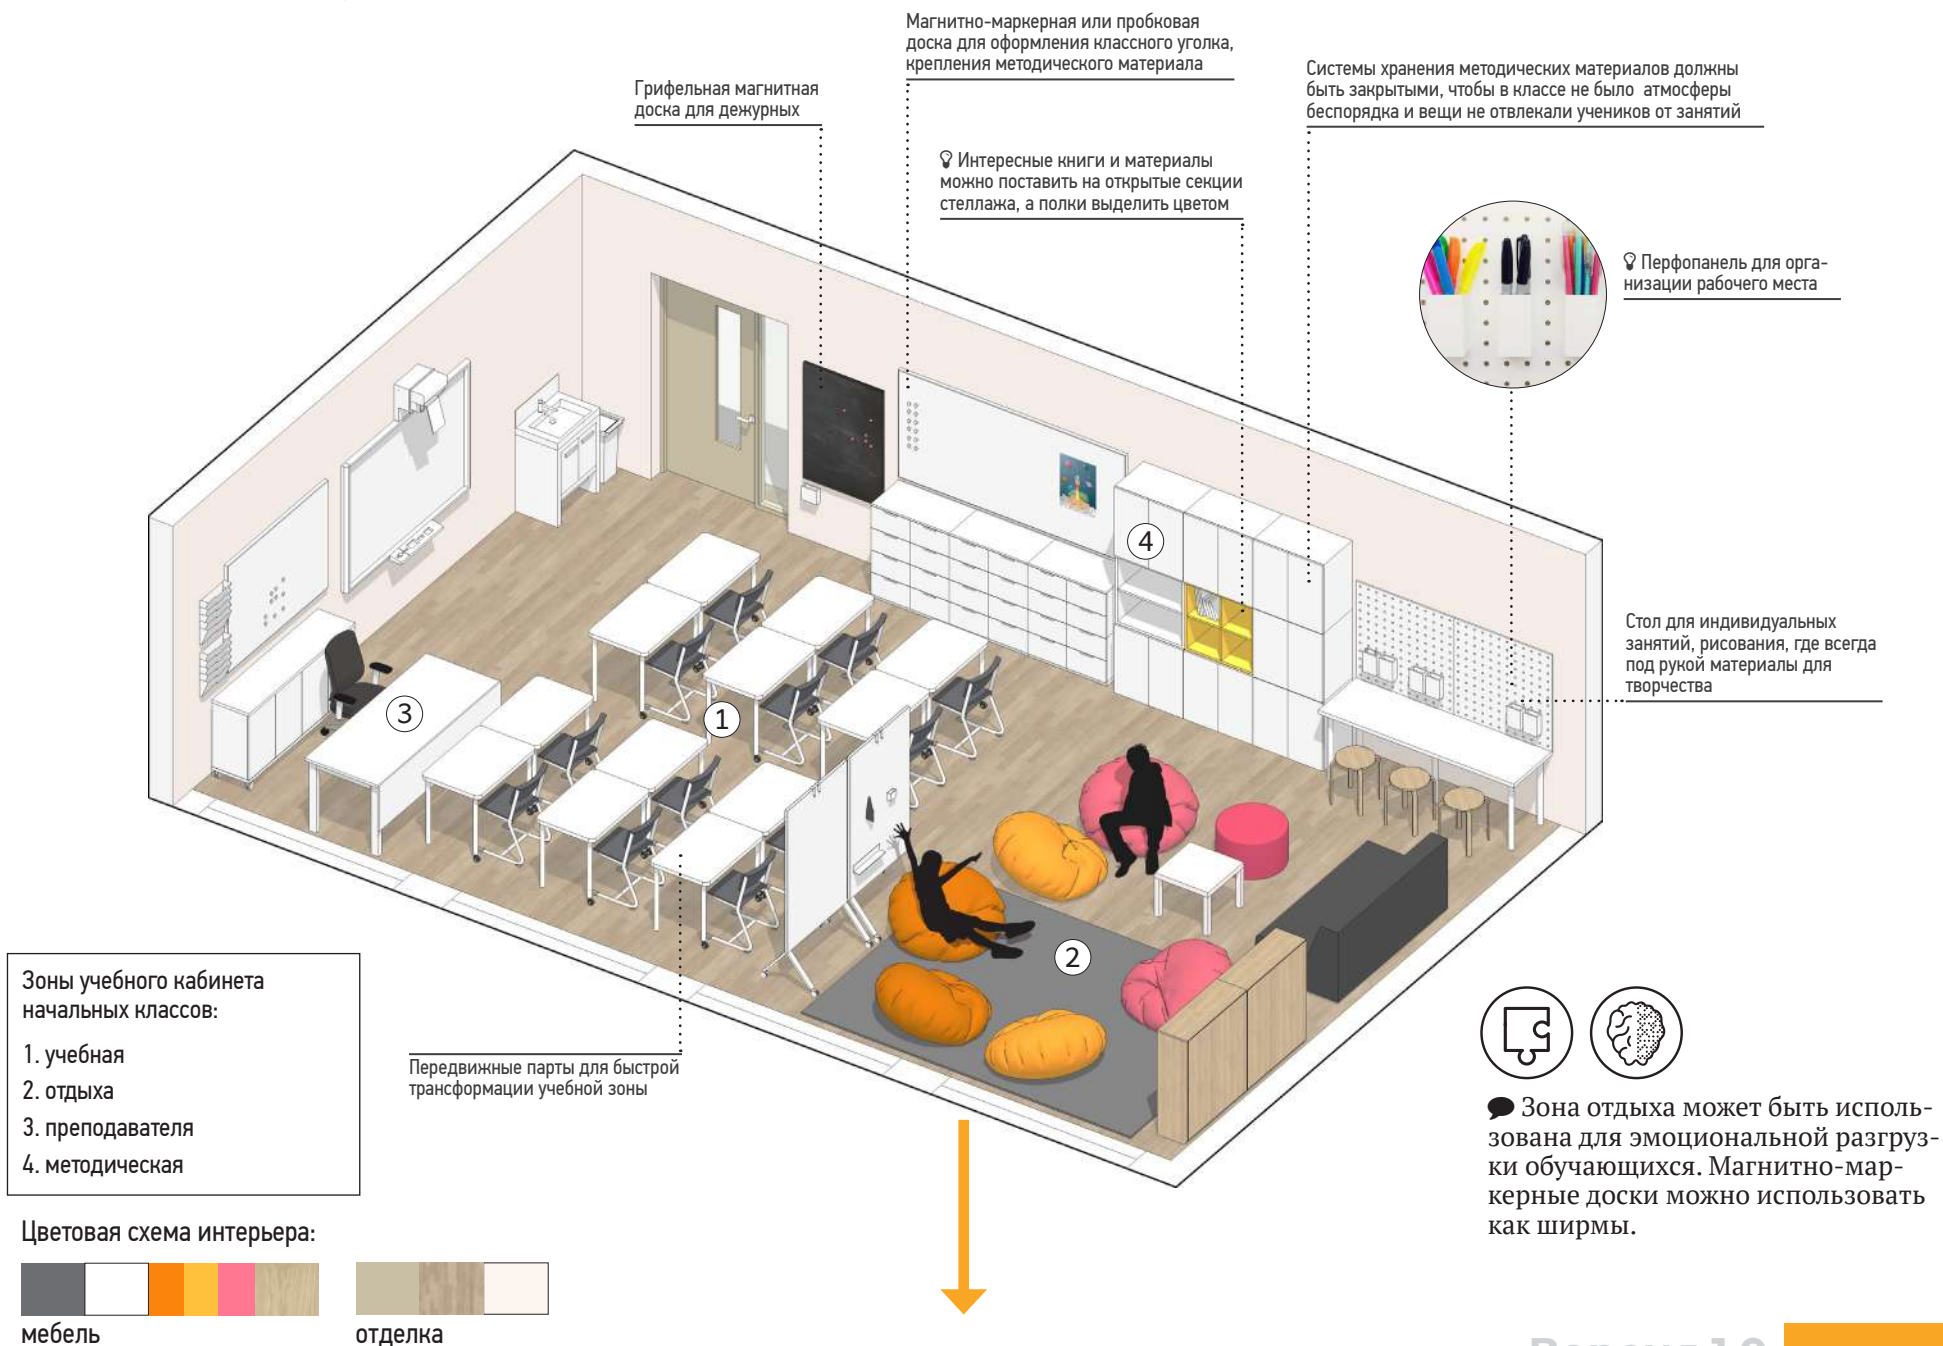 Магнитно-маркерная или пробковая
доска для оформления классного уголка,
крепления методического материала
Системы хранения методических материалов должны
быть закрытыми, чтобы в классе не было атмосферы
беспорядка и вещи не отвлекали учеников от занятий
Грифельная магнитная
доска для дежурных
Интересные книги и материалы
можно поставить на открытые секции
стеллажа, а полки выделить цветом
Перфопанель для орга-
низации рабочего места
Стол для индивидуальных
занятий, рисования, где всегда
под рукой материалы для
творчества
4
3
1
2
Передвижные парты для быстрой
трансформации учебной зоны
Зоны учебного кабинета
начальных классов:
1. учебная
2. отдыха
3. преподавателя
4. методическая
Зона отдыха может быть исполь-
зована для эмоциональной разгруз-
ки обучающихся. Магнитно-мар-
керные доски можно использовать
как ширмы.
Цветовая схема интерьера:
мебель
отделка